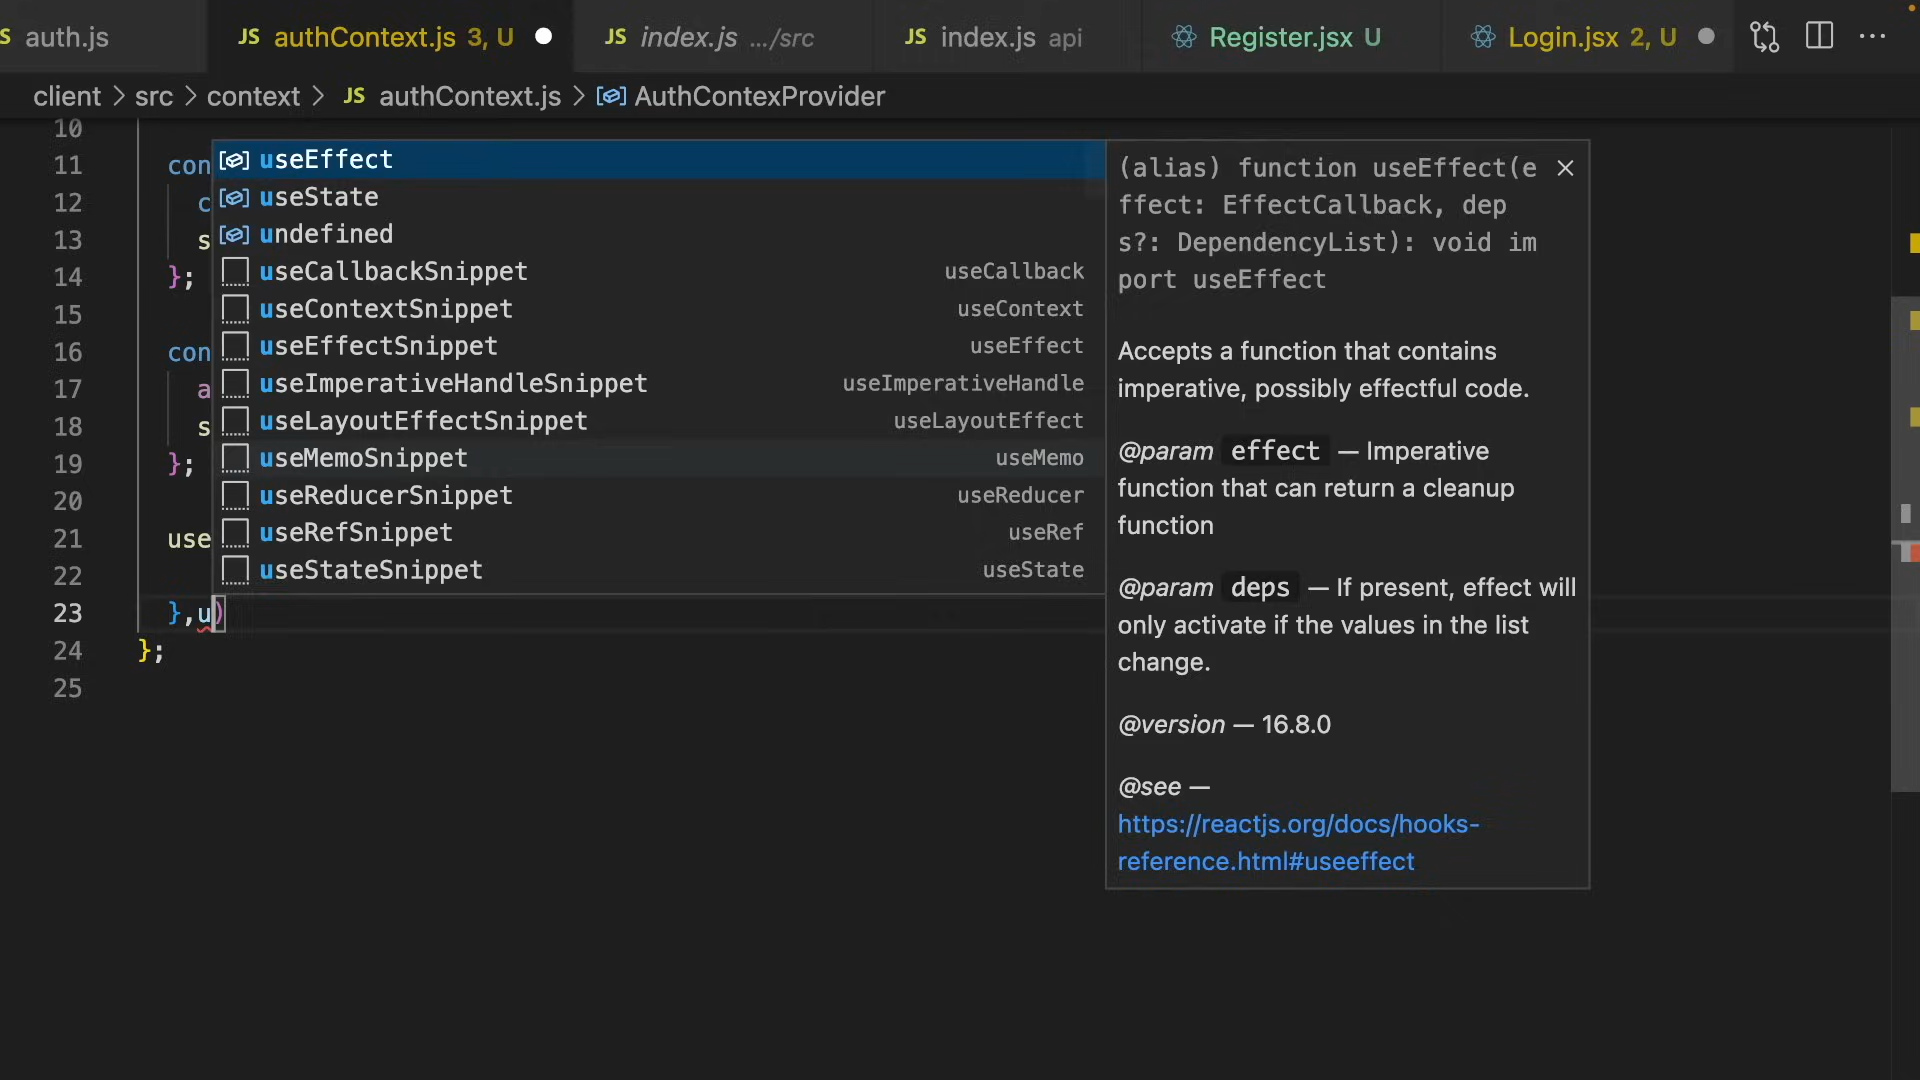 S auth.js JS authContext.js 3, U JS index.js .../src JS index.js api Register.jsx U Login.jsx 2, U ...
client > src > context > JS authContext.js > AuthContexProvider
10
11 con
12 c
13 s
14 };
15
16 con
17 a
18 s
19 };
20
21 use
22
23 },u)
24 };
25
useEffect
useState
undefined
useCallbackSnippet useCallback
useContextSnippet useContext
useEffectSnippet useEffect
useImperativeHandleSnippet useImperativeHandle
useLayoutEffectSnippet useLayoutEffect
useMemoSnippet useMemo
useReducerSnippet useReducer
useRefSnippet useRef
useStateSnippet useState
(alias) function useEffect(e
ffect: EffectCallback, dep
s?: DependencyList): void im
port useEffect
Accepts a function that contains
imperative, possibly effectful code.
@param effect — Imperative
function that can return a cleanup
function
@param deps — If present, effect will
only activate if the values in the list
change.
@version — 16.8.0
@see —
https://reactjs.org/docs/hooks-
reference.html#useeffect